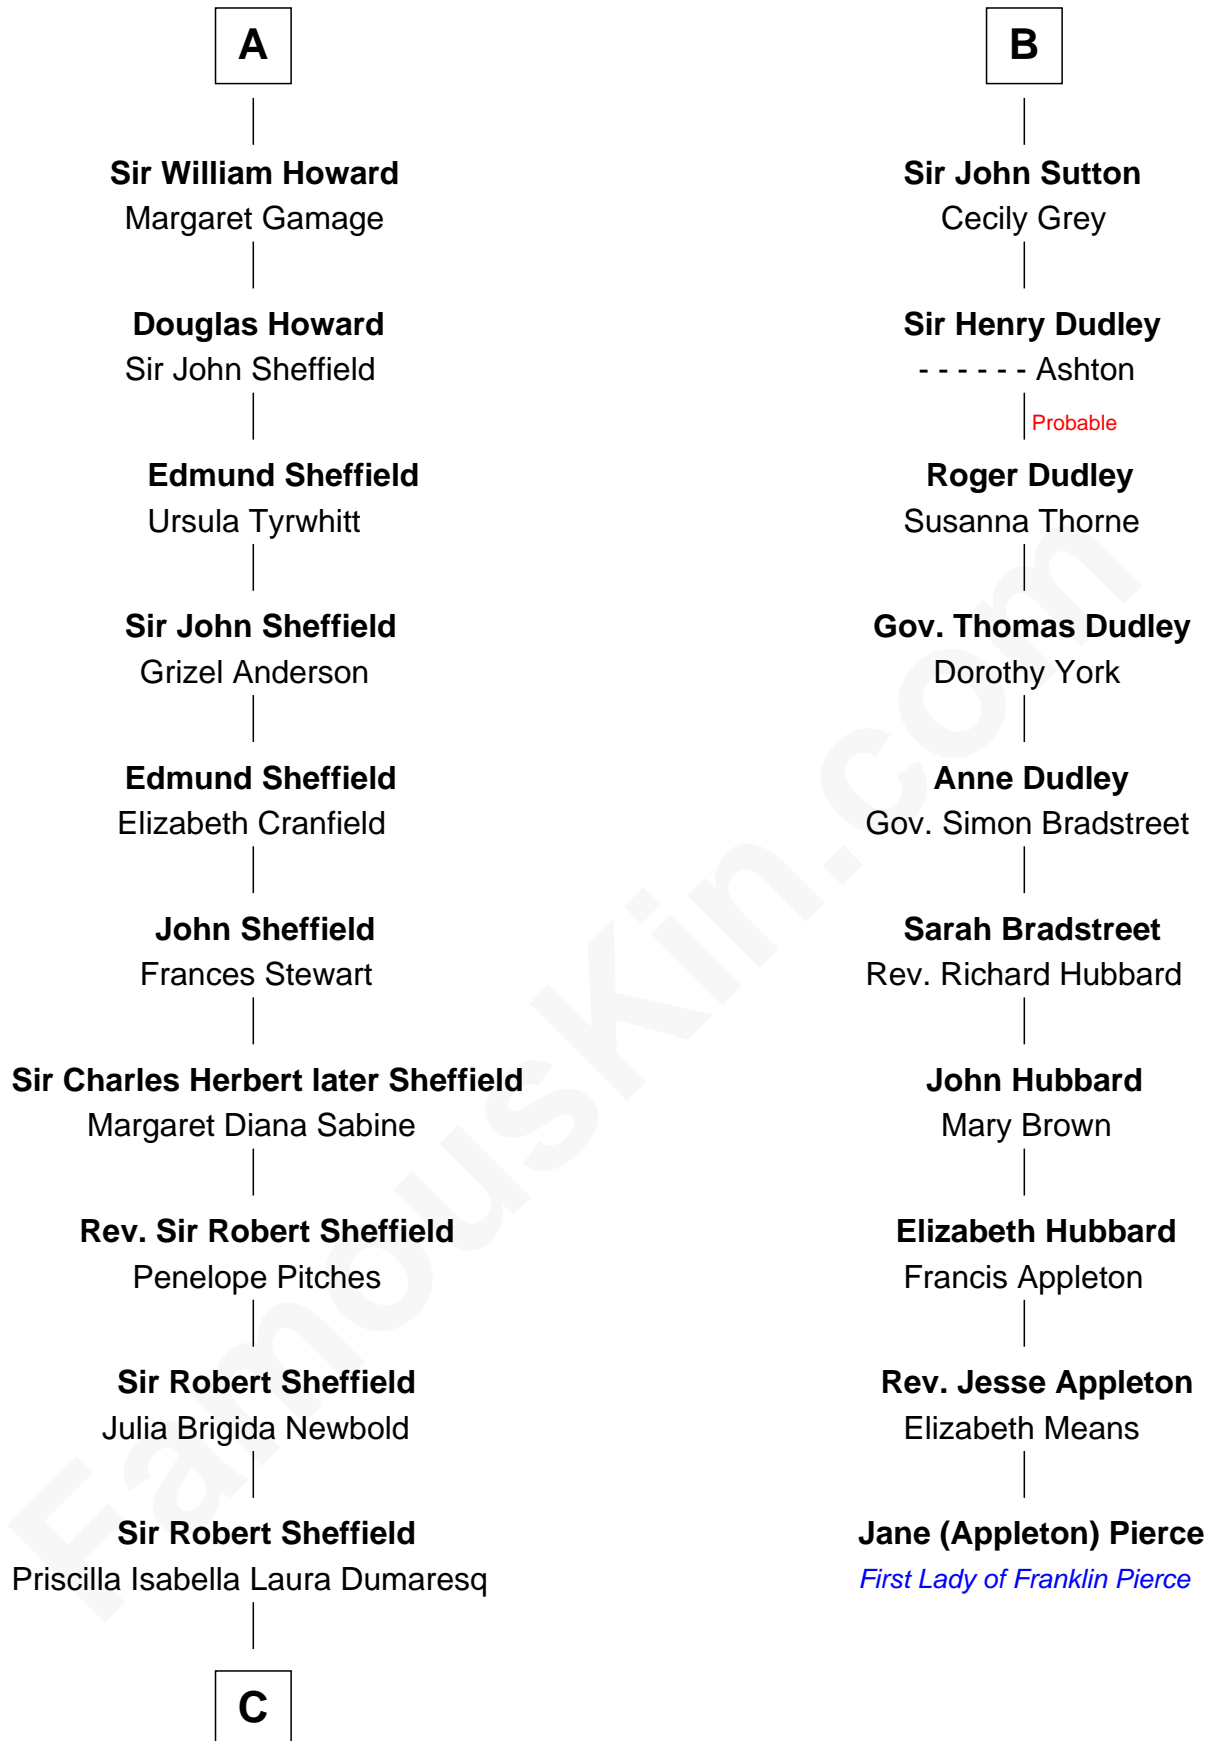 A
Sir William Howard
Margaret Gamage
Douglas Howard
Sir John Sheffield
Edmund Sheffield
Ursula Tyrwhitt
Sir John Sheffield
Grizel Anderson
Edmund Sheffield
Elizabeth Cranfield
John Sheffield
Frances Stewart
Sir Charles Herbert later Sheffield
Margaret Diana Sabine
Rev. Sir Robert Sheffield
Penelope Pitches
Sir Robert Sheffield
Julia Brigida Newbold
Sir Robert Sheffield
Priscilla Isabella Laura Dumaresq
C
B
Sir John Sutton
Cecily Grey
Sir Henry Dudley
- - - - - - Ashton
Probable
Roger Dudley
Susanna Thorne
Gov. Thomas Dudley
Dorothy York
Anne Dudley
Gov. Simon Bradstreet
Sarah Bradstreet
Rev. Richard Hubbard
John Hubbard
Mary Brown
Elizabeth Hubbard
Francis Appleton
Rev. Jesse Appleton
Elizabeth Means
Jane (Appleton) Pierce
First Lady of Franklin Pierce
FamousKin.com